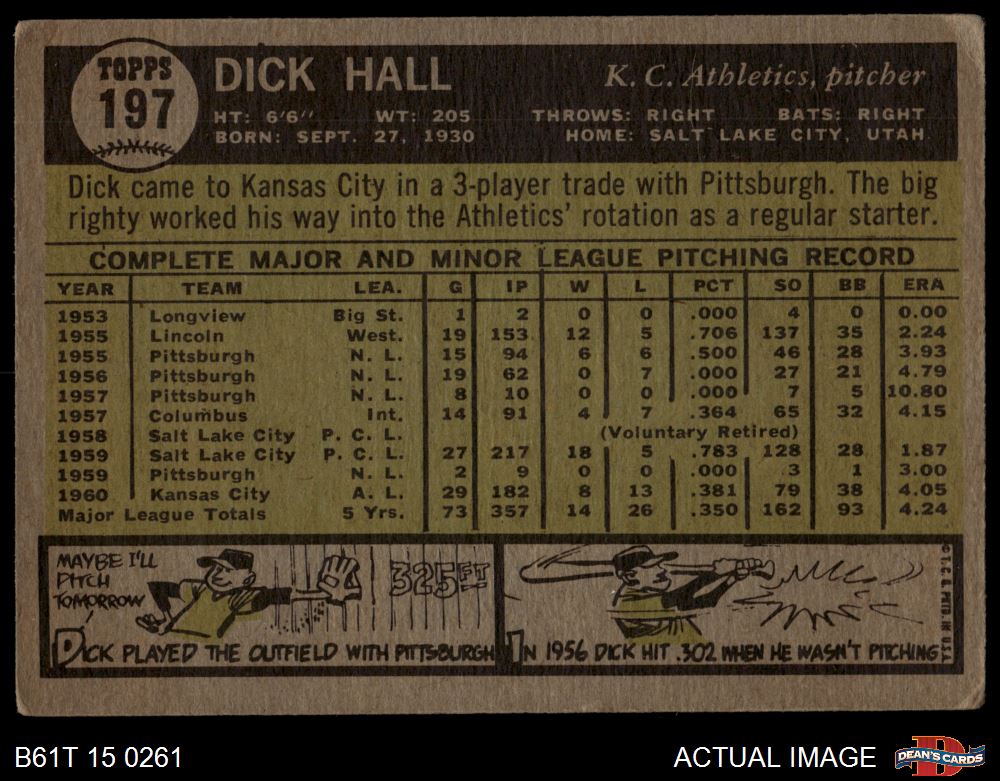 TOPPS
197
DICK HALL
K. C. Athletics, pitcher
HT: 6'6" WT: 205 THROWS: RIGHT BATS: RIGHT
BORN: SEPT. 27, 1930 HOME: SALT LAKE CITY, UTAH
Dick came to Kansas City in a 3-player trade with Pittsburgh. The big
righty worked his way into the Athletics' rotation as a regular starter.
COMPLETE MAJOR AND MINOR LEAGUE PITCHING RECORD
YEAR TEAM LEA. G IP W L PCT SO BB ERA
1953 Longview Big St. 1 2 0 0 .000 4 0 0.00
1955 Lincoln West. 19 153 12 5 .706 137 35 2.24
1955 Pittsburgh N. L. 15 94 6 6 .500 46 28 3.93
1956 Pittsburgh N. L. 19 62 0 7 .000 27 21 4.79
1957 Pittsburgh N. L. 8 10 0 0 .000 7 5 10.80
1957 Columbus Int. 14 91 4 7 .364 65 32 4.15
1958 Salt Lake City P. C. L. (Voluntary Retired)
1959 Salt Lake City P. C. L. 27 217 18 5 .783 128 28 1.87
1959 Pittsburgh N. L. 2 9 0 0 .000 3 1 3.00
1960 Kansas City A. L. 29 182 8 13 .381 79 38 4.05
Major League Totals 5 Yrs. 73 357 14 26 .350 162 93 4.24
MAYBE I'LL
PITCH
TOMORROW
325 FT
DICK PLAYED THE OUTFIELD WITH PITTSBURGH
IN 1956 DICK HIT .302 WHEN HE WASN'T PITCHING
© T. C. G. PRTD. IN U.S.A.
B61T 15 0261
ACTUAL IMAGE
D
DEAN'S CARDS